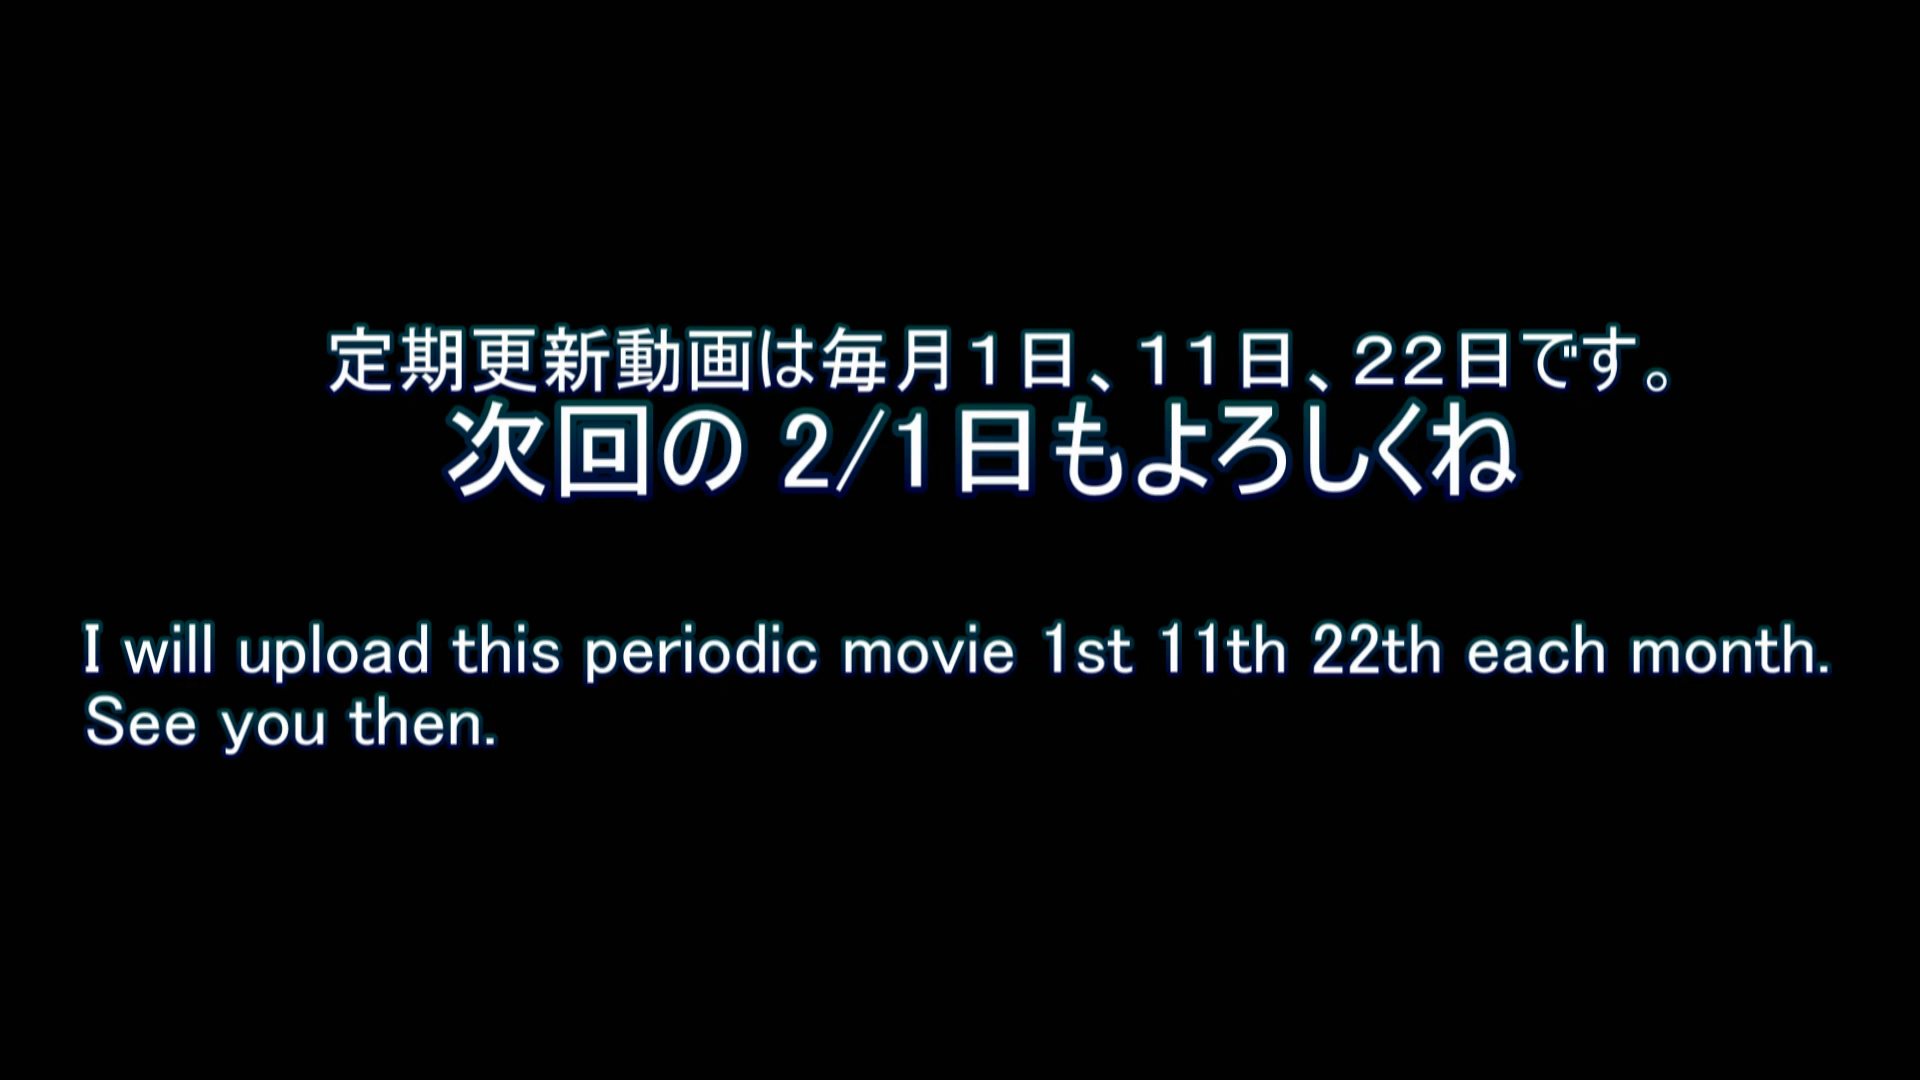 定期更新動画は毎月１日、１１日、２２日です。
次回の 2/1日もよろしくね
I will upload this periodic movie 1st 11th 22th each month.
See you then.